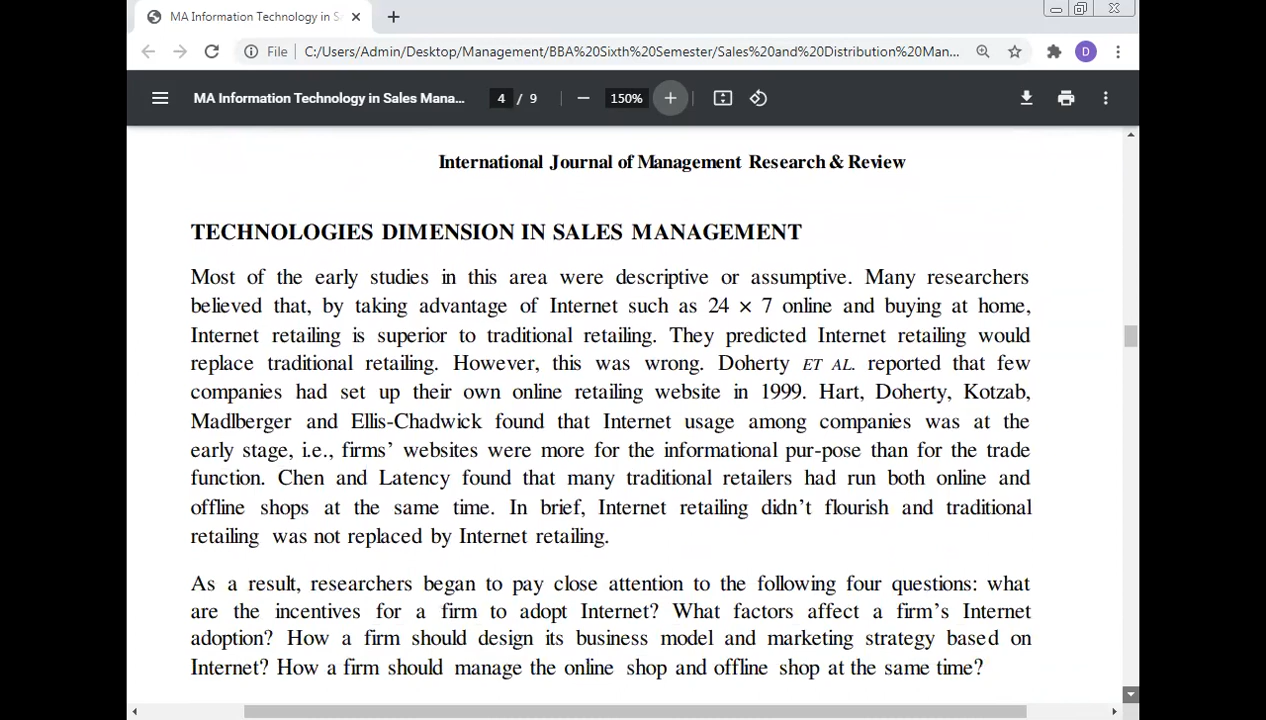 MA Information Technology in S
File C:/Users/Admin/Desktop/Management/BBA%20Sixth%20Semester/Sales%20and%20Distribution%20Man...
D
MA Information Technology in Sales Mana... 4 / 9 150%
International Journal of Management Research & Review
TECHNOLOGIES DIMENSION IN SALES MANAGEMENT
Most of the early studies in this area were descriptive or assumptive. Many researchers
believed that, by taking advantage of Internet such as 24 × 7 online and buying at home,
Internet retailing is superior to traditional retailing. They predicted Internet retailing would
replace traditional retailing. However, this was wrong. Doherty ET AL. reported that few
companies had set up their own online retailing website in 1999. Hart, Doherty, Kotzab,
Madlberger and Ellis-Chadwick found that Internet usage among companies was at the
early stage, i.e., firms’ websites were more for the informational pur-pose than for the trade
function. Chen and Latency found that many traditional retailers had run both online and
offline shops at the same time. In brief, Internet retailing didn’t flourish and traditional
retailing was not replaced by Internet retailing.
As a result, researchers began to pay close attention to the following four questions: what
are the incentives for a firm to adopt Internet? What factors affect a firm’s Internet
adoption? How a firm should design its business model and marketing strategy based on
Internet? How a firm should manage the online shop and offline shop at the same time?